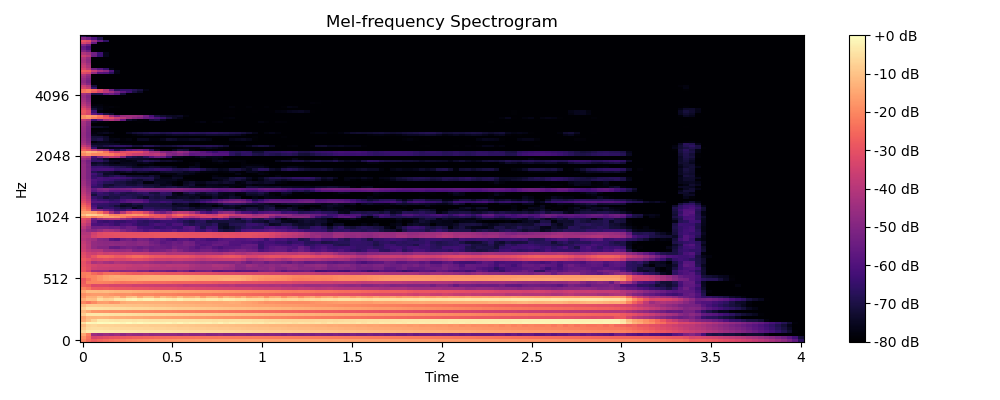 Mel-frequency Spectrogram
Hz
4096
2048
1024
512
0
0
0.5
1
1.5
2
2.5
3
3.5
4
Time
+0 dB
-10 dB
-20 dB
-30 dB
-40 dB
-50 dB
-60 dB
-70 dB
-80 dB